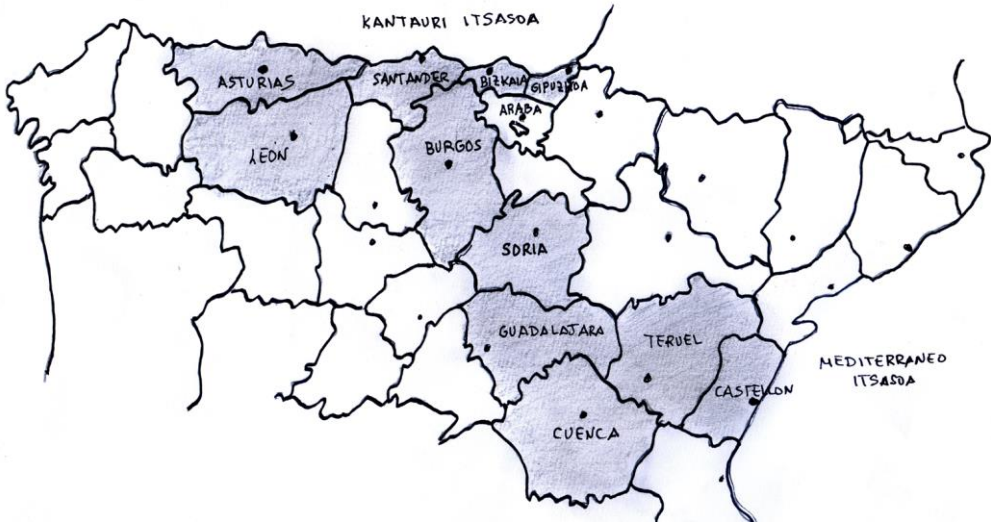 KANTAURI ITSASOA
ASTURIAS
SANTANDER
BIZKAIA
GIPUZKOA
ARABA
LEON
BURGOS
SORIA
GUADALAJARA
TERUEL
MEDITERRANEO
ITSASOA
CASTELLON
CUENCA